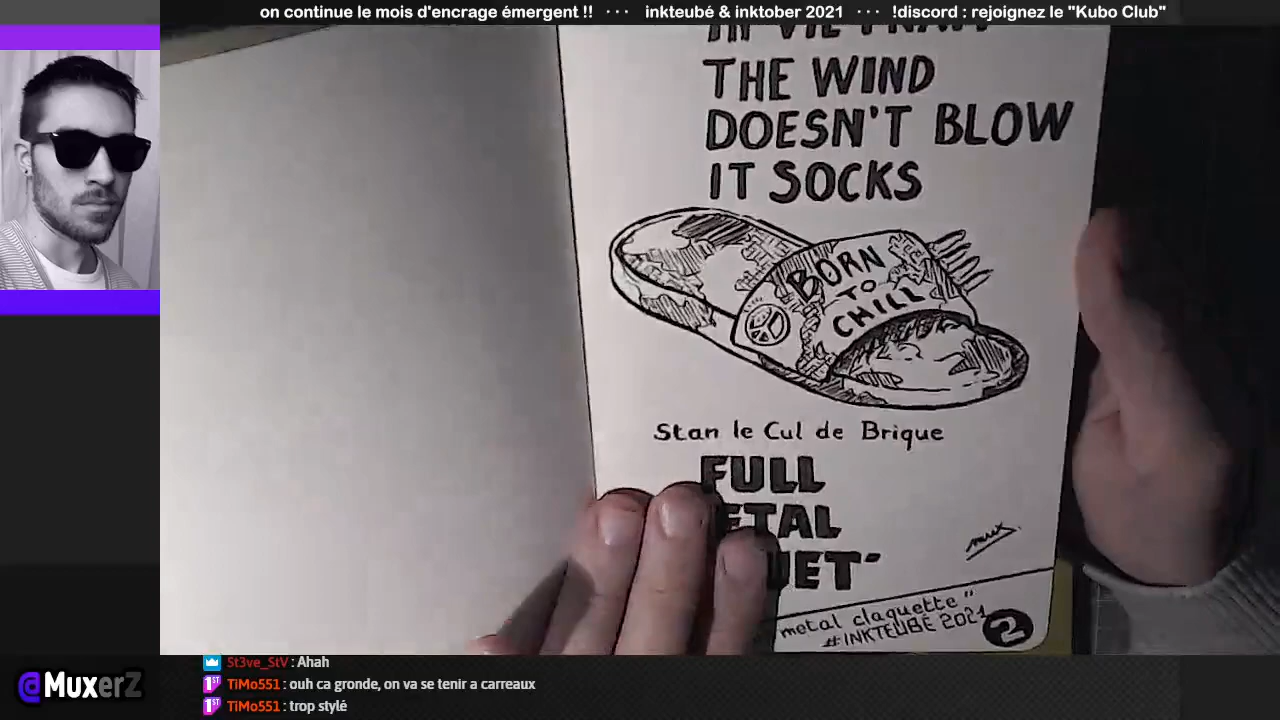 on continue le mois d'encrage émergent !! ··· inkteubé & inktober 2021 ··· !discord : rejoignez le "Kubo Club"
THE WIND
DOESN'T BLOW
IT SOCKS
BORN
TO
CHILL
Stan le Cul de Brique
FULL
metal claquette"
#INKTEUBÉ 2021
2
@MuxerZ
St3ve_StV : Ahah
1ST TiMo551 : ouh ca gronde, on va se tenir a carreaux
1ST TiMo551 : trop stylé